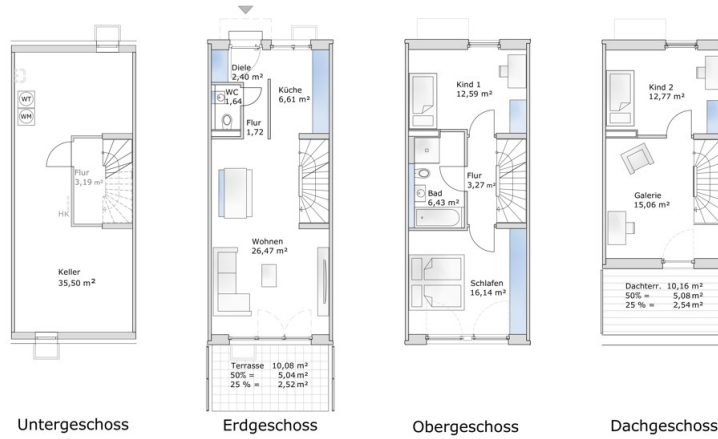 WT
WM
Flur
3,19 m²
HK
Keller
35,50 m²
Untergeschoss
Diele
2,40 m²
WC
1,64
Küche
6,61 m²
Flur
1,72
Wohnen
26,47 m²
Terrasse 10,08 m²
50% = 5,04 m²
25 % = 2,52 m²
Erdgeschoss
Kind 1
12,59 m²
Flur
3,27 m²
Bad
6,43 m²
Schlafen
16,14 m²
Obergeschoss
Kind 2
12,77 m²
Galerie
15,06 m²
Dachterr. 10,16 m²
50% = 5,08 m²
25 % = 2,54 m²
Dachgeschoss